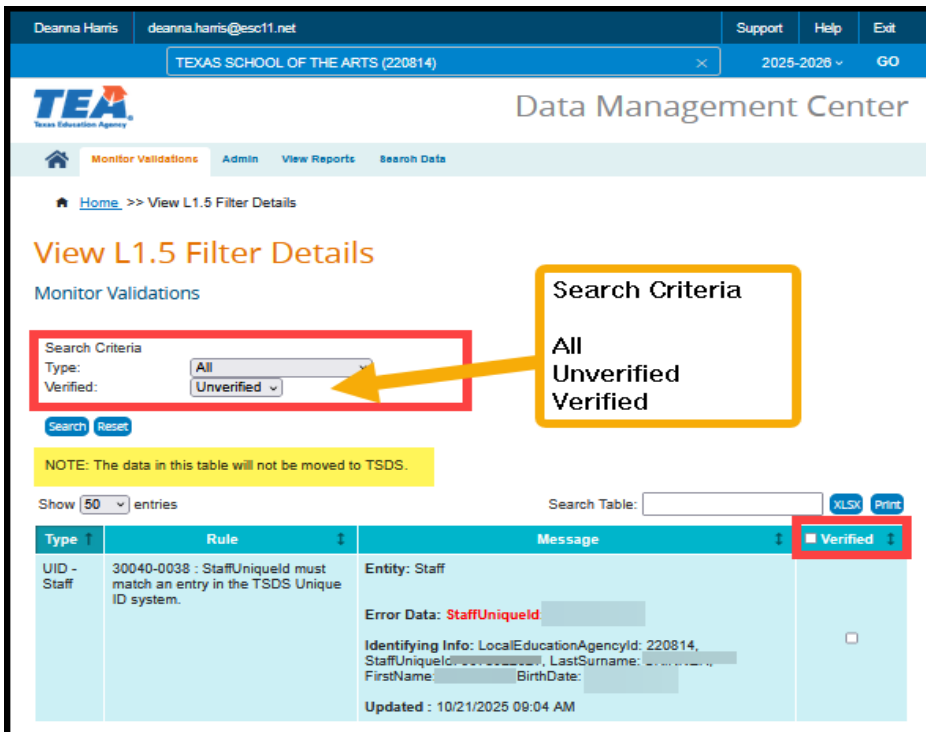 Deanna Harris deanna.harris@esc11.net Support Help Exit
TEXAS SCHOOL OF THE ARTS (220814) × 2025-2026 GO
TEA
Texas Education Agency
Data Management Center
Monitor Validations Admin View Reports Search Data
Home >> View L1.5 Filter Details
View L1.5 Filter Details
Monitor Validations
Search Criteria
Type: All
Verified: Unverified
Search Reset
Search Criteria
All
Unverified
Verified
NOTE: The data in this table will not be moved to TSDS.
Show 50 entries Search Table: XLSX Print
Type Rule Message Verified
UID -
Staff
30040-0038 : StaffUniqueId must
match an entry in the TSDS Unique
ID system.
Entity: Staff
Error Data: StaffUniqueId:
Identifying Info: LocalEducationAgencyId: 220814,
StaffUniqueId: , LastSurname:
FirstName: BirthDate:
Updated : 10/21/2025 09:04 AM